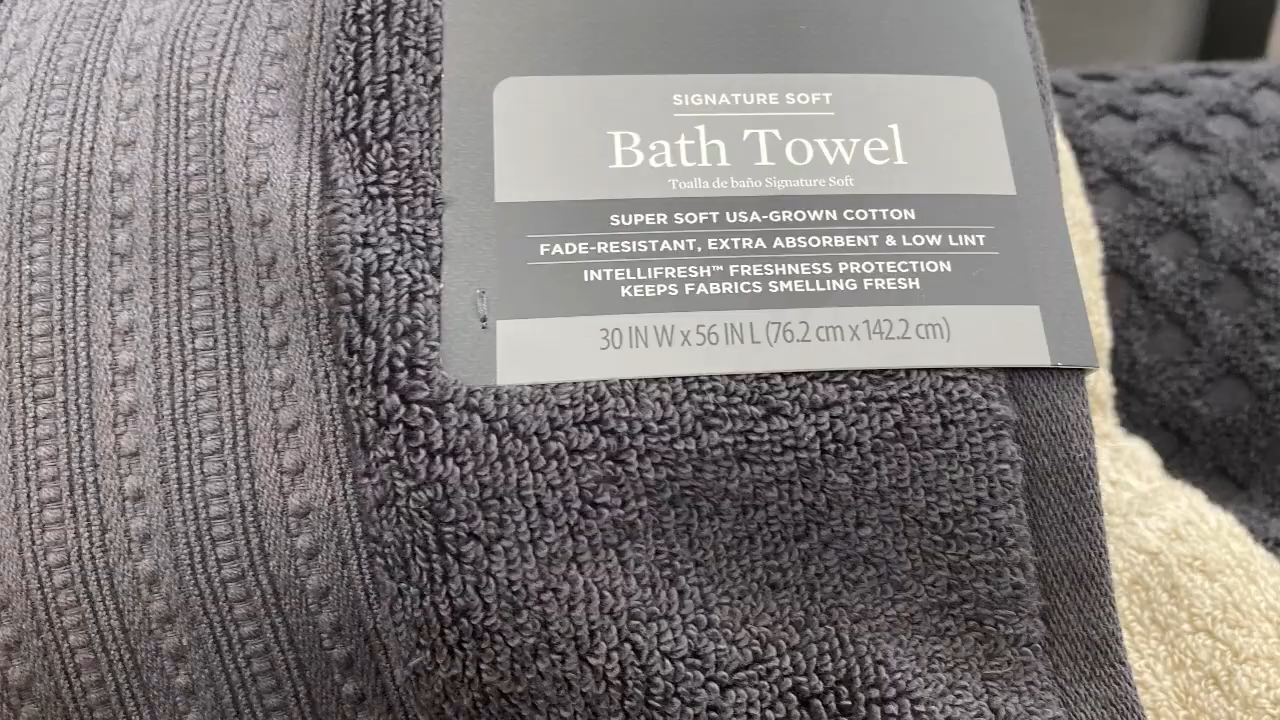 SIGNATURE SOFT
Bath Towel
Toalla de baño Signature Soft
SUPER SOFT USA-GROWN COTTON
FADE-RESISTANT, EXTRA ABSORBENT & LOW LINT
INTELLIFRESH™ FRESHNESS PROTECTION
KEEPS FABRICS SMELLING FRESH
30 IN W x 56 IN L (76.2 cm x 142.2 cm)